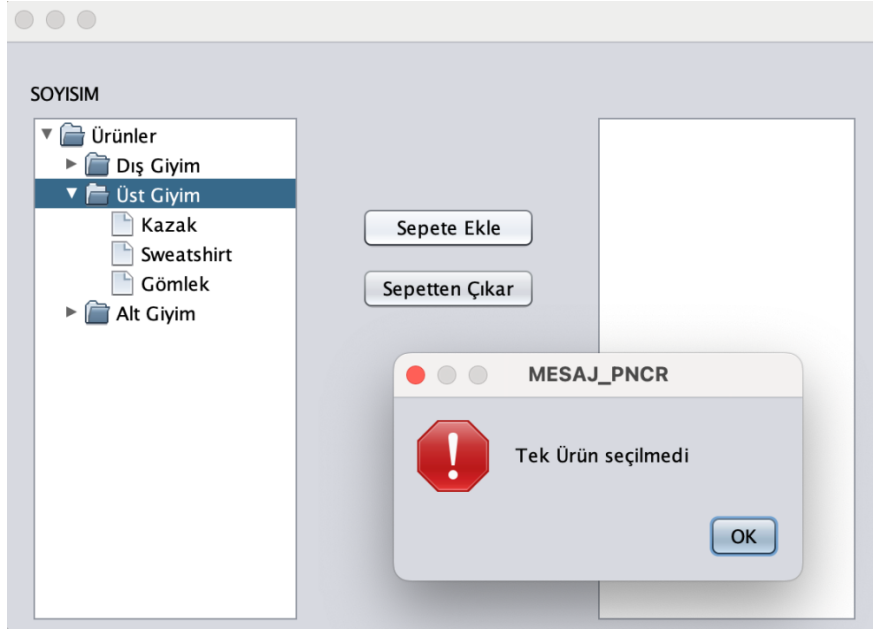 SOYISIM
Ürünler
Dış Giyim
Üst Giyim
Kazak
Sweatshirt
Gömlek
Alt Giyim
Sepete Ekle
Sepetten Çıkar
MESAJ_PNCR
Tek Ürün seçilmedi
OK